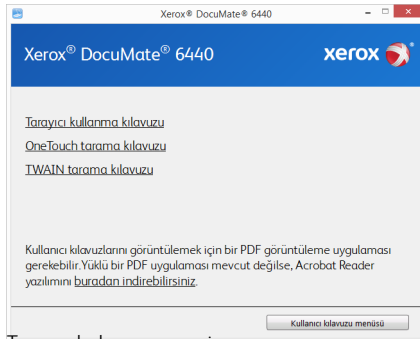 Xerox® DocuMate® 6440
Xerox® DocuMate® 6440
xerox
Tarayıcı kullanma kılavuzu
OneTouch tarama kılavuzu
TWAIN tarama kılavuzu
Kullanıcı kılavuzlarını görüntülemek için bir PDF görüntüleme uygulaması
gerekebilir.Yüklü bir PDF uygulaması mevcut değilse, Acrobat Reader
yazılımını buradan indirebilirsiniz.
Kullanıcı kılavuzu menüsü